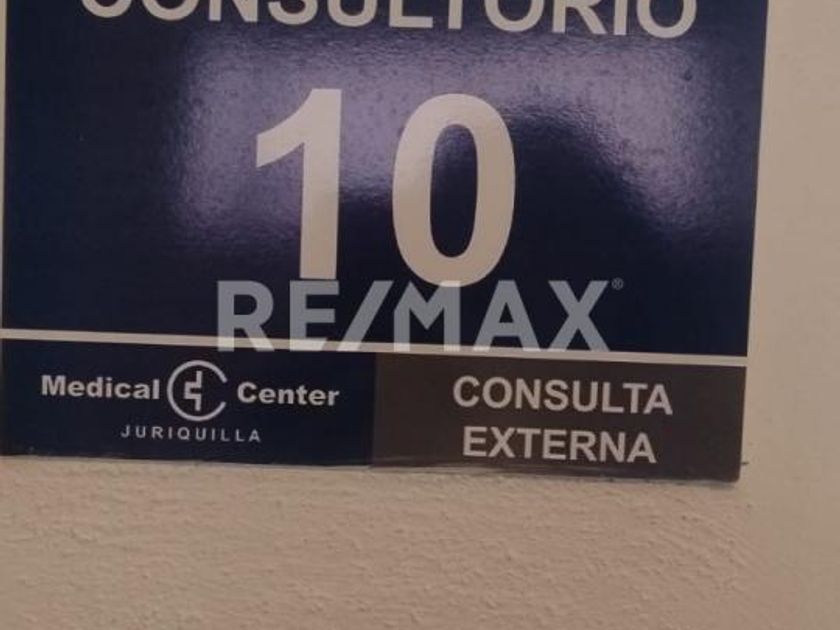 CONSULTORIO
10
RE/MAX®
Medical Center
JURIQUILLA
CONSULTA
EXTERNA